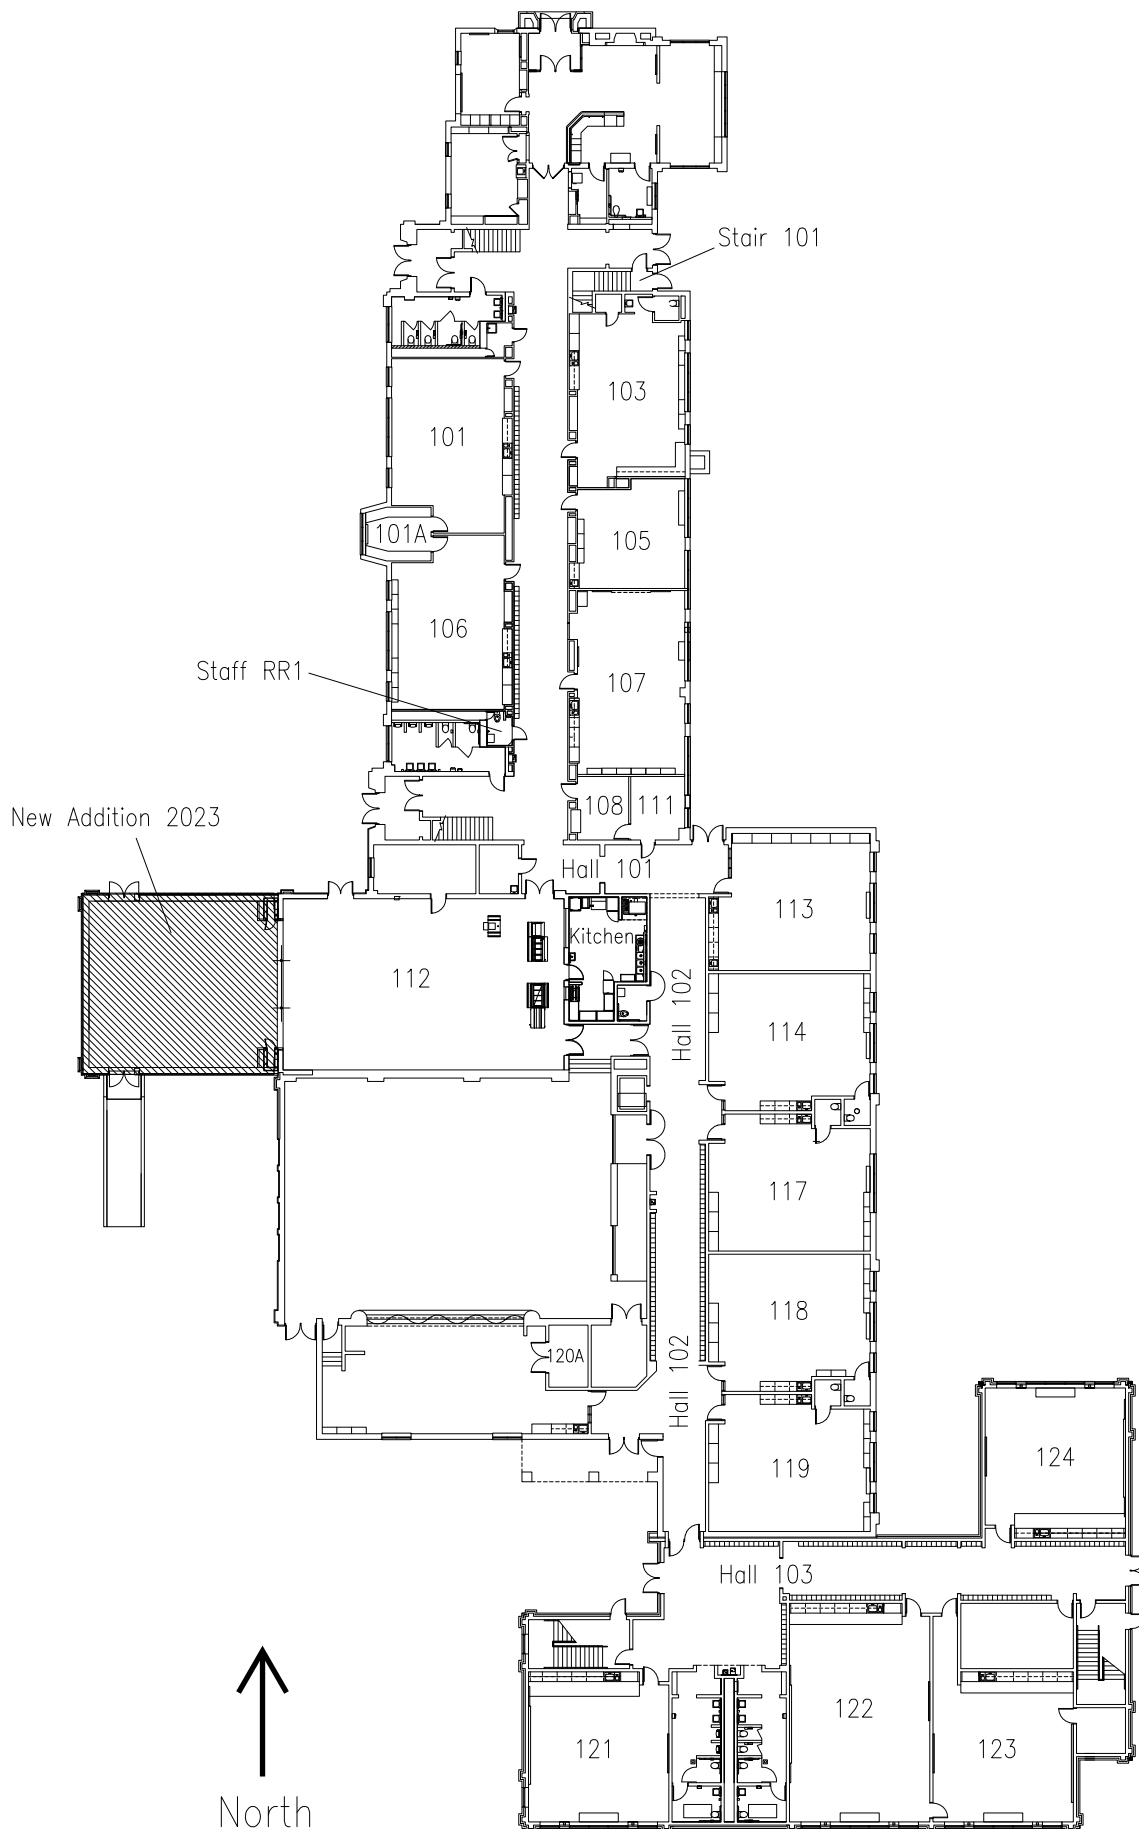 Stair 101
103
101
101A
105
106
Staff RR1
107
108
111
New Addition 2023
Hall 101
113
Kitchen
112
Hall 102
114
117
118
120A
Hall 102
124
119
Hall 103
122
121
123
North